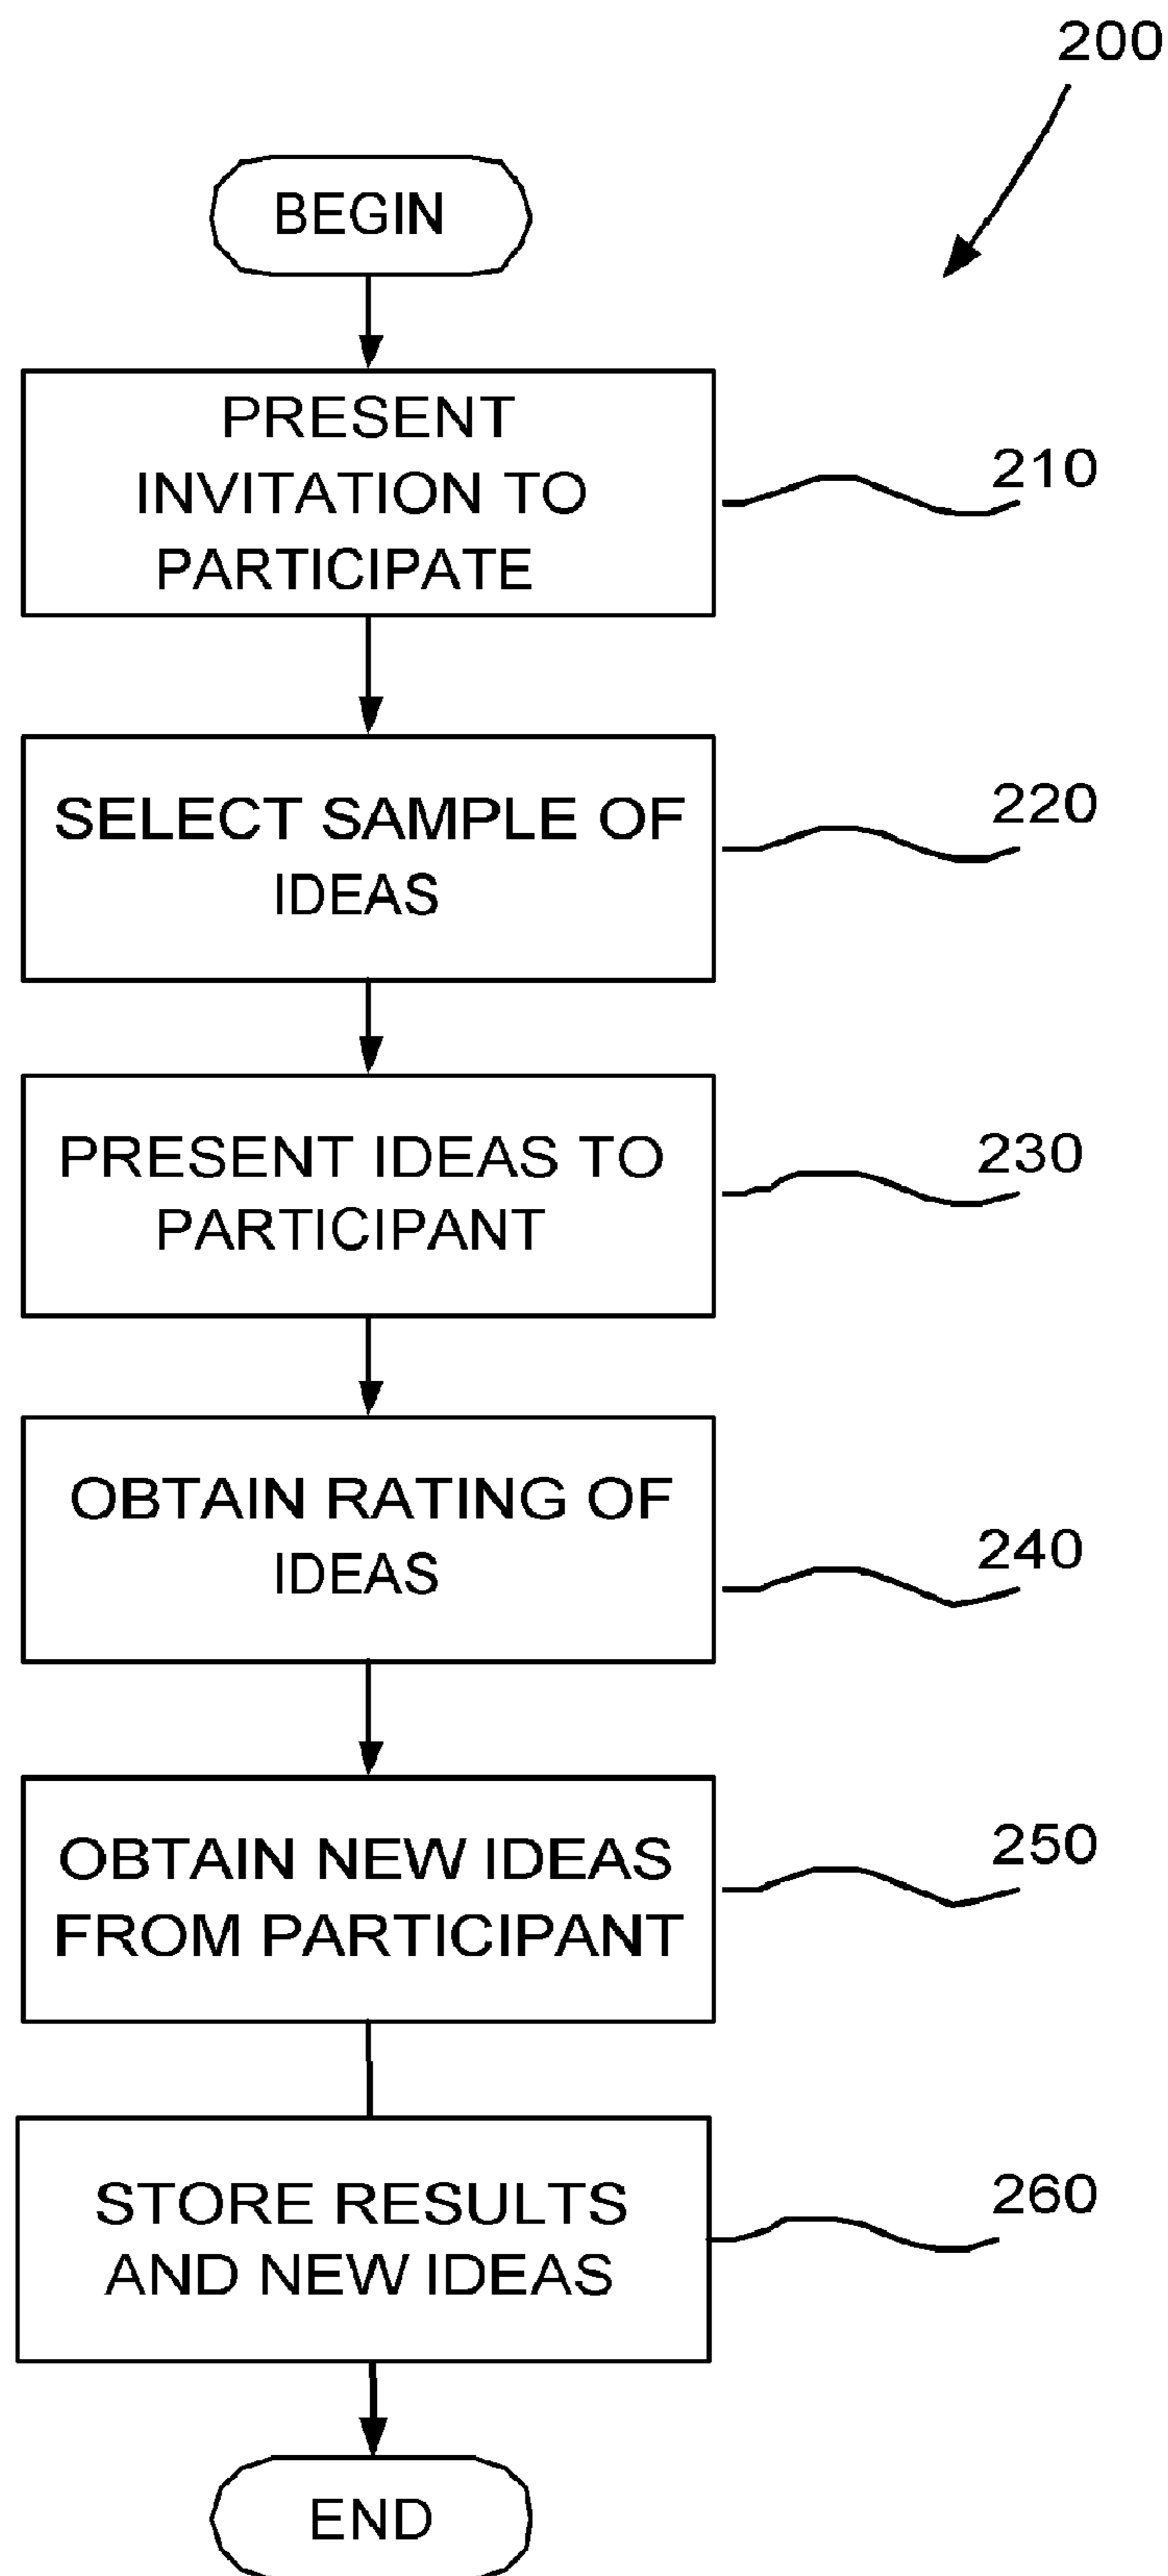 200
BEGIN
PRESENT
INVITATION TO
PARTICIPATE
210
SELECT SAMPLE OF
IDEAS
220
PRESENT IDEAS TO
PARTICIPANT
230
OBTAIN RATING OF
IDEAS
240
OBTAIN NEW IDEAS
FROM PARTICIPANT
250
STORE RESULTS
AND NEW IDEAS
260
END